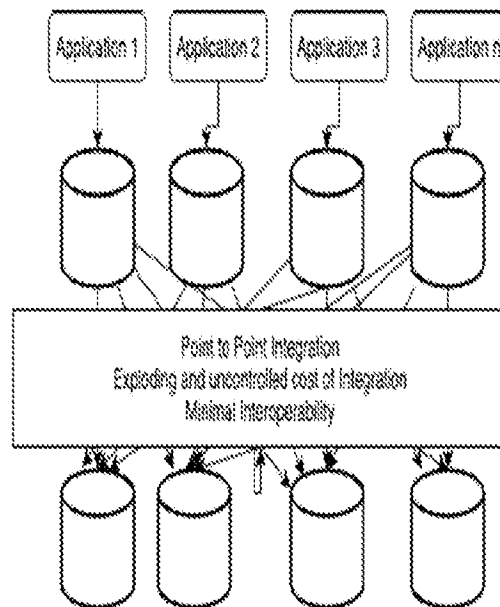 Application 1
Application 2
Application 3
Application n
Point to Point Integration
Exploding and uncontrolled cost of Integration
Minimal Interoperability